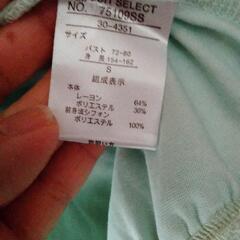 SELECT
NO. 75109SS
30-4351
サイズ
バスト 72-80
身 長 154-162
S
組成表示
本体
レーヨン 64%
ポリエステル 36%
前身頃シフォン
ポリエステル 100%